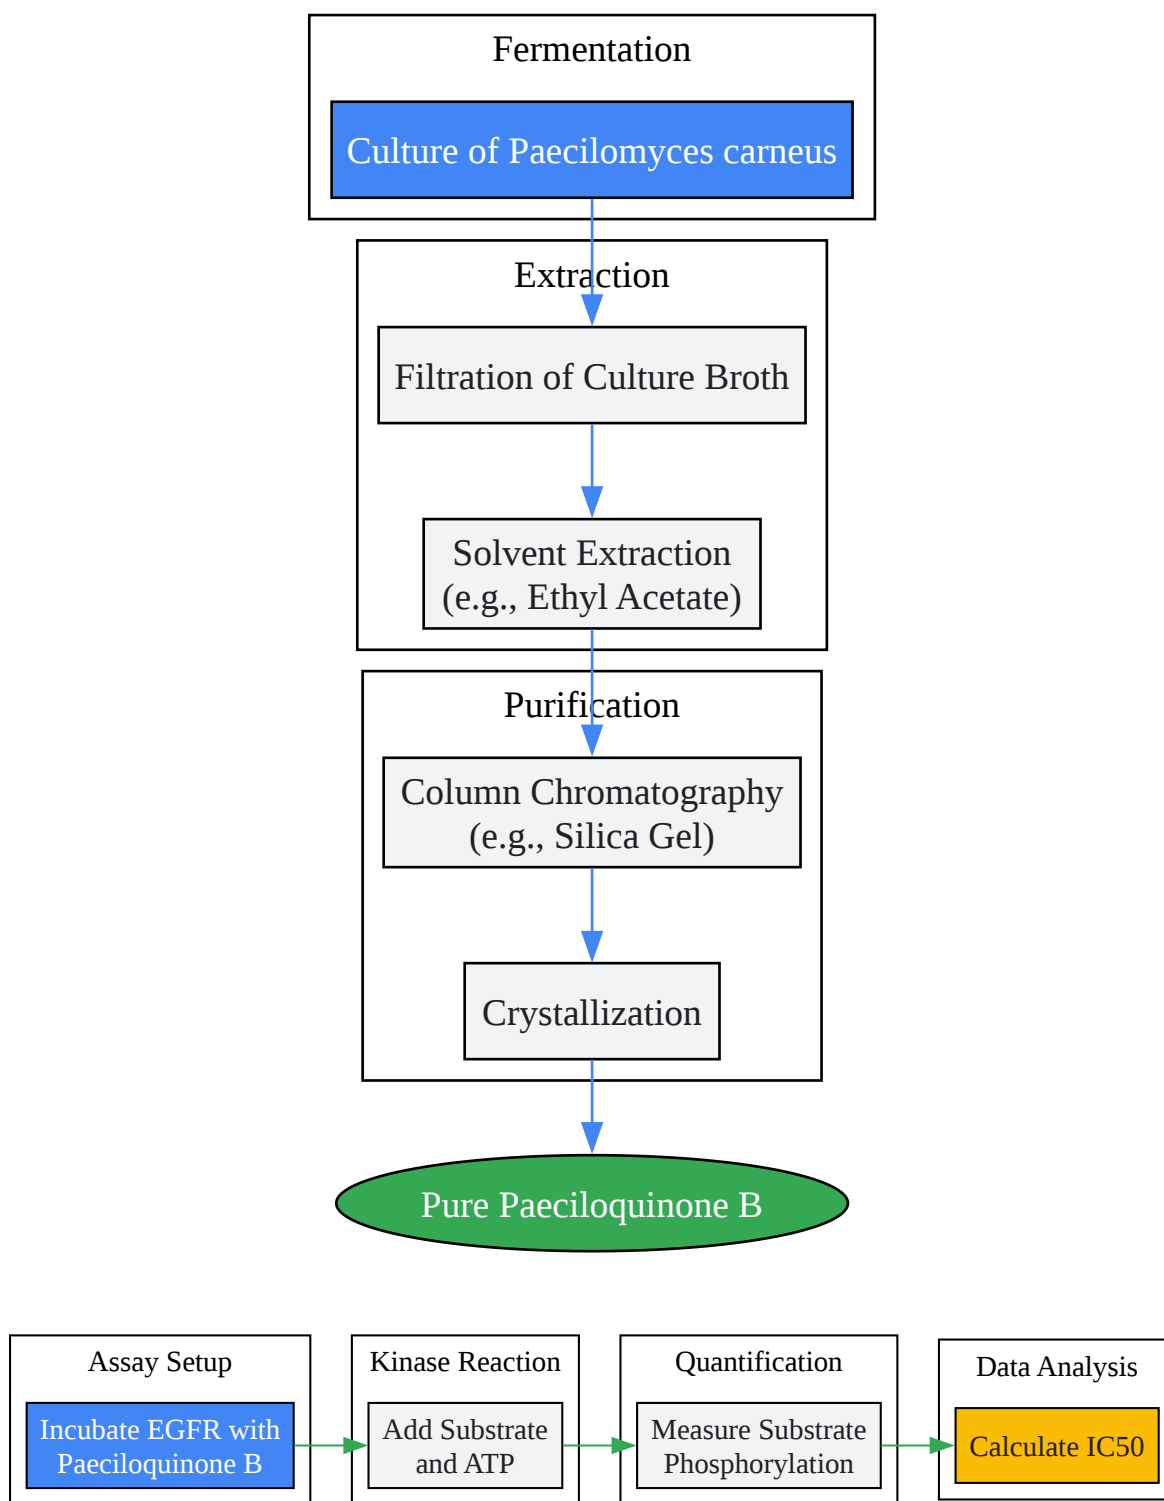 Fermentation
Culture of Paecilomyces carneus
Extraction
Filtration of Culture Broth
Solvent Extraction
(e.g., Ethyl Acetate)
Purification
Column Chromatography
(e.g., Silica Gel)
Crystallization
Pure Paeciloquinone B
Assay Setup
Incubate EGFR with
Paeciloquinone B
Kinase Reaction
Add Substrate
and ATP
Quantification
Measure Substrate
Phosphorylation
Data Analysis
Calculate IC50